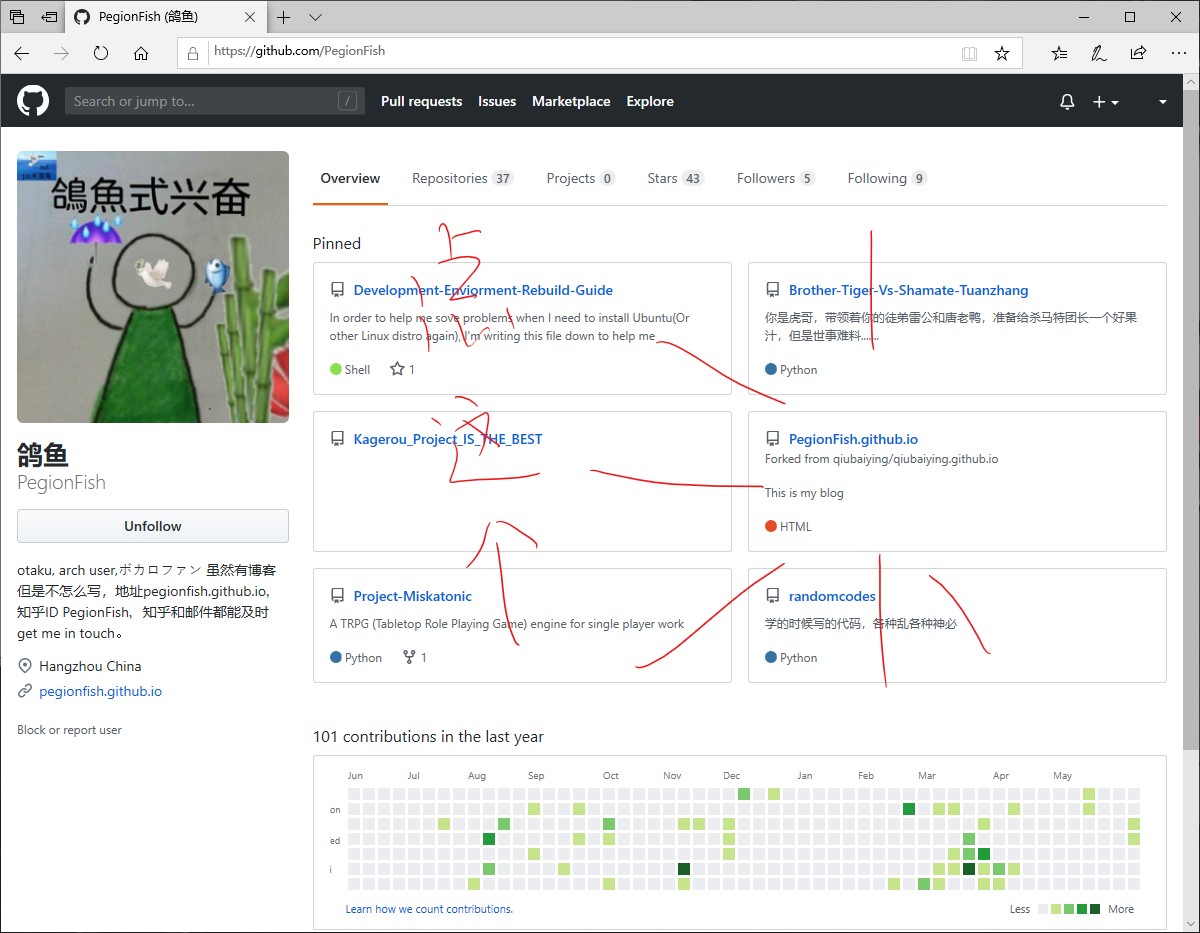 PegionFish (鸽鱼)
https://github.com/PegionFish
Search or jump to...
/
Pull requests Issues Marketplace Explore
鴿魚式兴奋
Overview Repositories 37 Projects 0 Stars 43 Followers 5 Following 9
鸽鱼
PegionFish
Unfollow
otaku, arch user,ボカロファン 虽然有博客
但是不怎么写，地址pegionfish.github.io,
知乎ID PegionFish，知乎和邮件都能及时
get me in touch。
Hangzhou China
pegionfish.github.io
Block or report user
Pinned
Development-Enviorment-Rebuild-Guide
In order to help me sove problems when I need to install Ubuntu(Or
other Linux distro again), I'm writing this file down to help me
Shell 1
Brother-Tiger-Vs-Shamate-Tuanzhang
你是虎哥，带领着你的徒弟雷公和唐老鸭，准备给杀马特团长一个好果
汁，但是世事难料……
Python
Kagerou_Project_IS_THE_BEST
PegionFish.github.io
Forked from qiubaiying/qiubaiying.github.io
This is my blog
HTML
Project-Miskatonic
A TRPG (Tabletop Role Playing Game) engine for single player work
Python 1
randomcodes
学的时候写的代码，各种乱各种神必
Python
点
这
个
101 contributions in the last year
Jun Jul Aug Sep Oct Nov Dec Jan Feb Mar Apr May
on
ed
i
Learn how we count contributions.
Less More